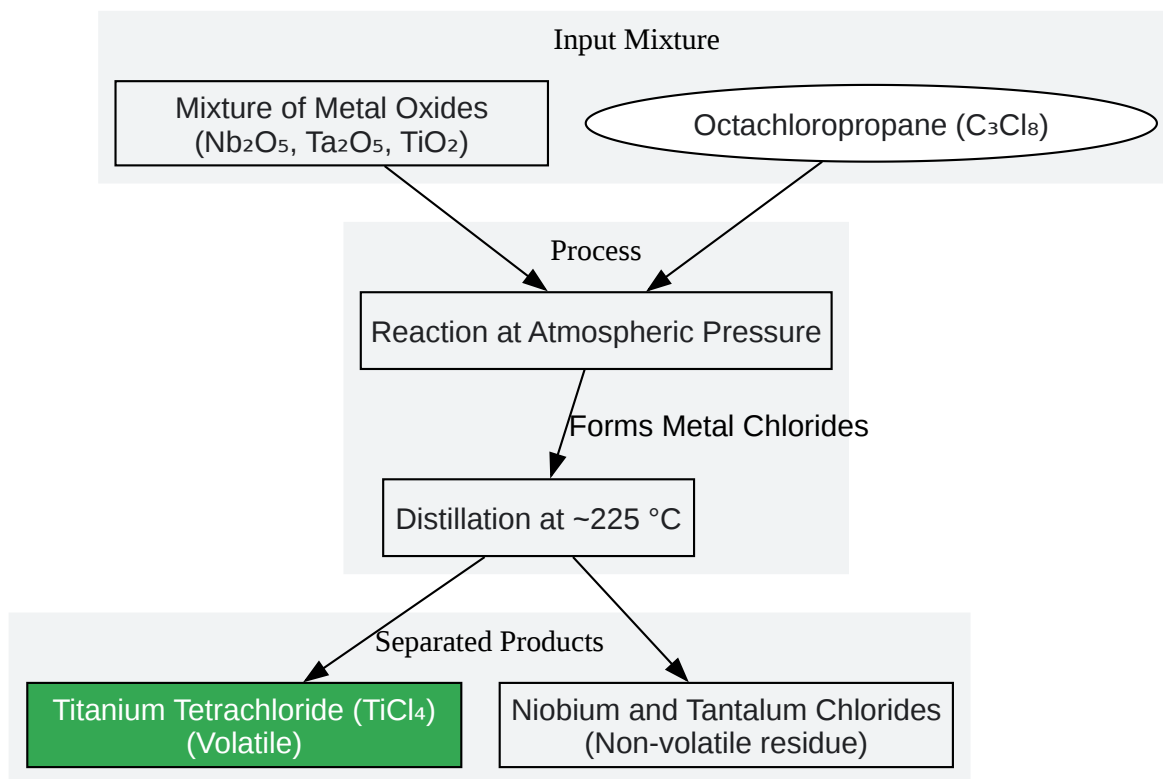 Input Mixture
Mixture of Metal Oxides
(Nb₂O₅, Ta₂O₅, TiO₂)
Octachloropropane (C₃Cl₈)
Process
Reaction at Atmospheric Pressure
Forms Metal Chlorides
Distillation at ~225 °C
Separated Products
Titanium Tetrachloride (TiCl₄)
(Volatile)
Niobium and Tantalum Chlorides
(Non-volatile residue)